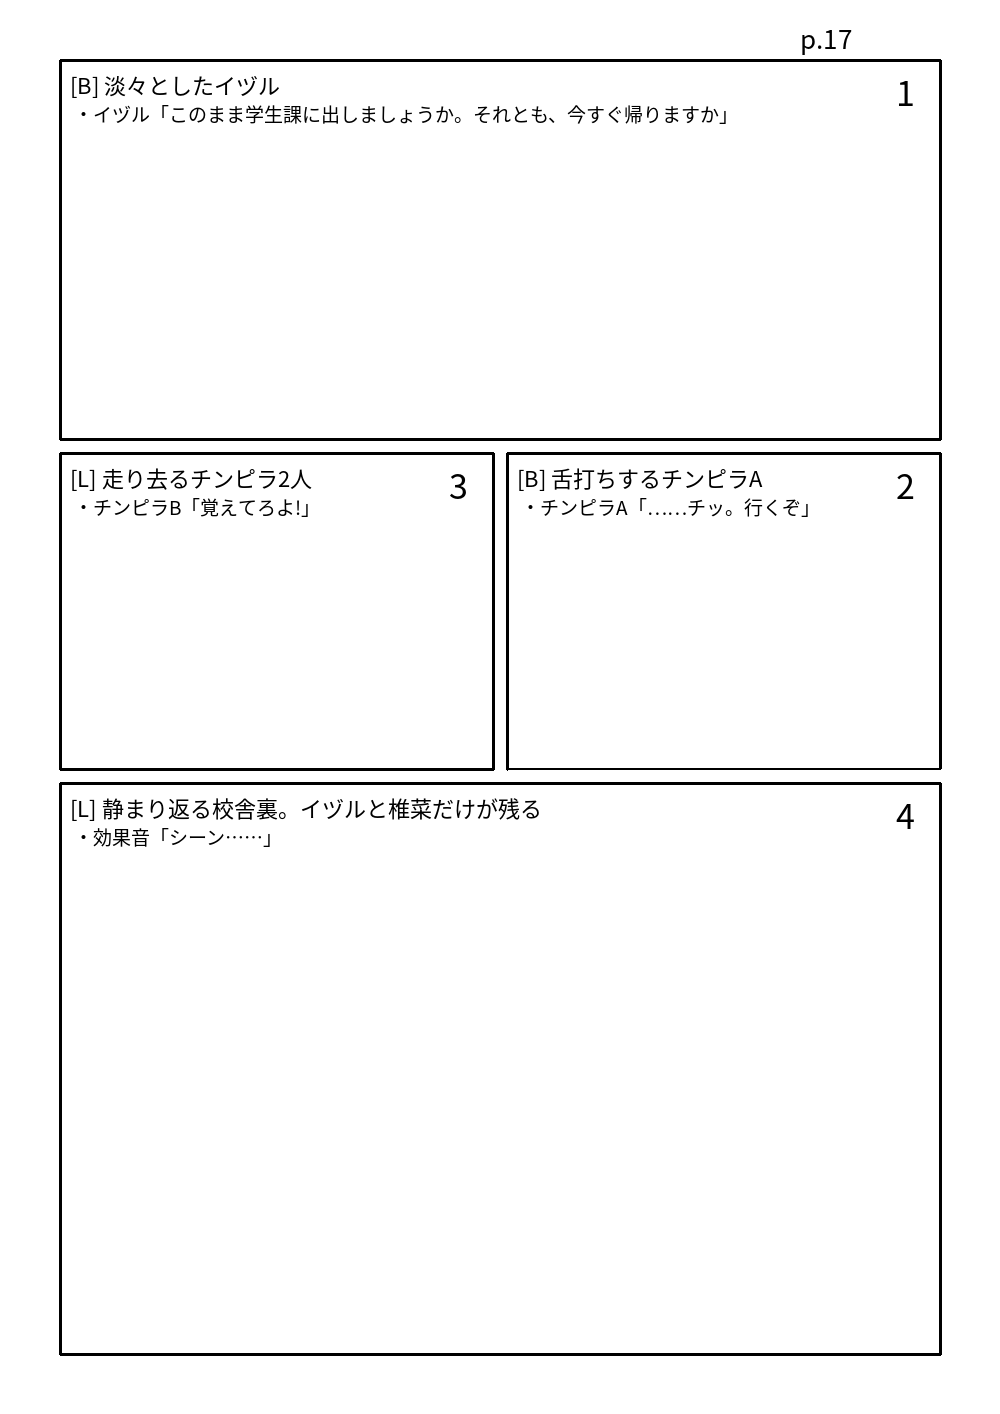 p.17
1
[B] 淡々としたイヅル
・イヅル「このまま学生課に出しましょうか。それとも、今すぐ帰りますか」
2
[B] 舌打ちするチンピラA
・チンピラA「……チッ。行くぞ」
3
[L] 走り去るチンピラ2人
・チンピラB「覚えてろよ!」
4
[L] 静まり返る校舎裏。イヅルと椎菜だけが残る
・効果音「シーン……」